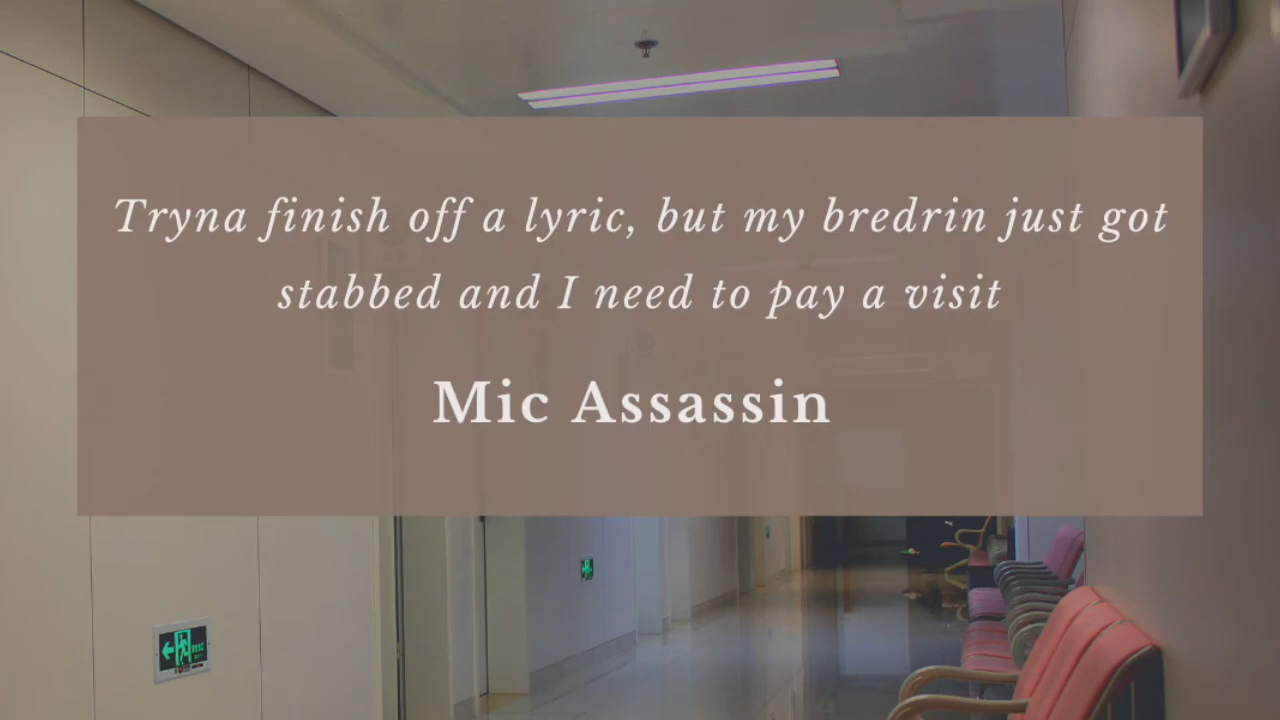 Tryna finish off a lyric, but my bredrin just got
stabbed and I need to pay a visit
Mic Assassin